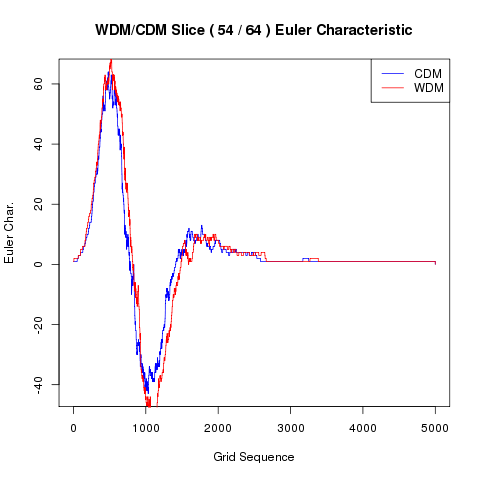 WDM/CDM Slice ( 54 / 64 ) Euler Characteristic
CDM
WDM
Euler Char.
60
40
20
0
-20
-40
0 1000 2000 3000 4000 5000
Grid Sequence